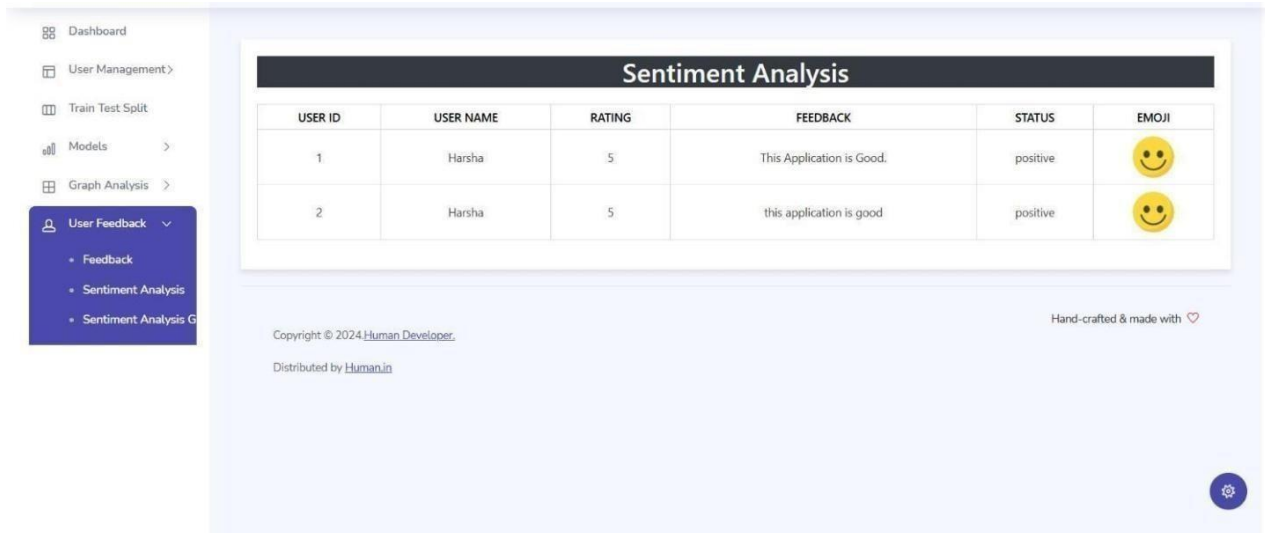 Dashboard
User Management
Train Test Split
Models
Graph Analysis
User Feedback
Feedback
Sentiment Analysis
Sentiment Analysis G
Sentiment Analysis
USER ID USER NAME RATING FEEDBACK STATUS EMOJI
1 Harsha 5 This Application is Good. positive
2 Harsha 5 this application is good positive
Copyright © 2024.Human Developer.
Distributed by Human.in
Hand-crafted & made with